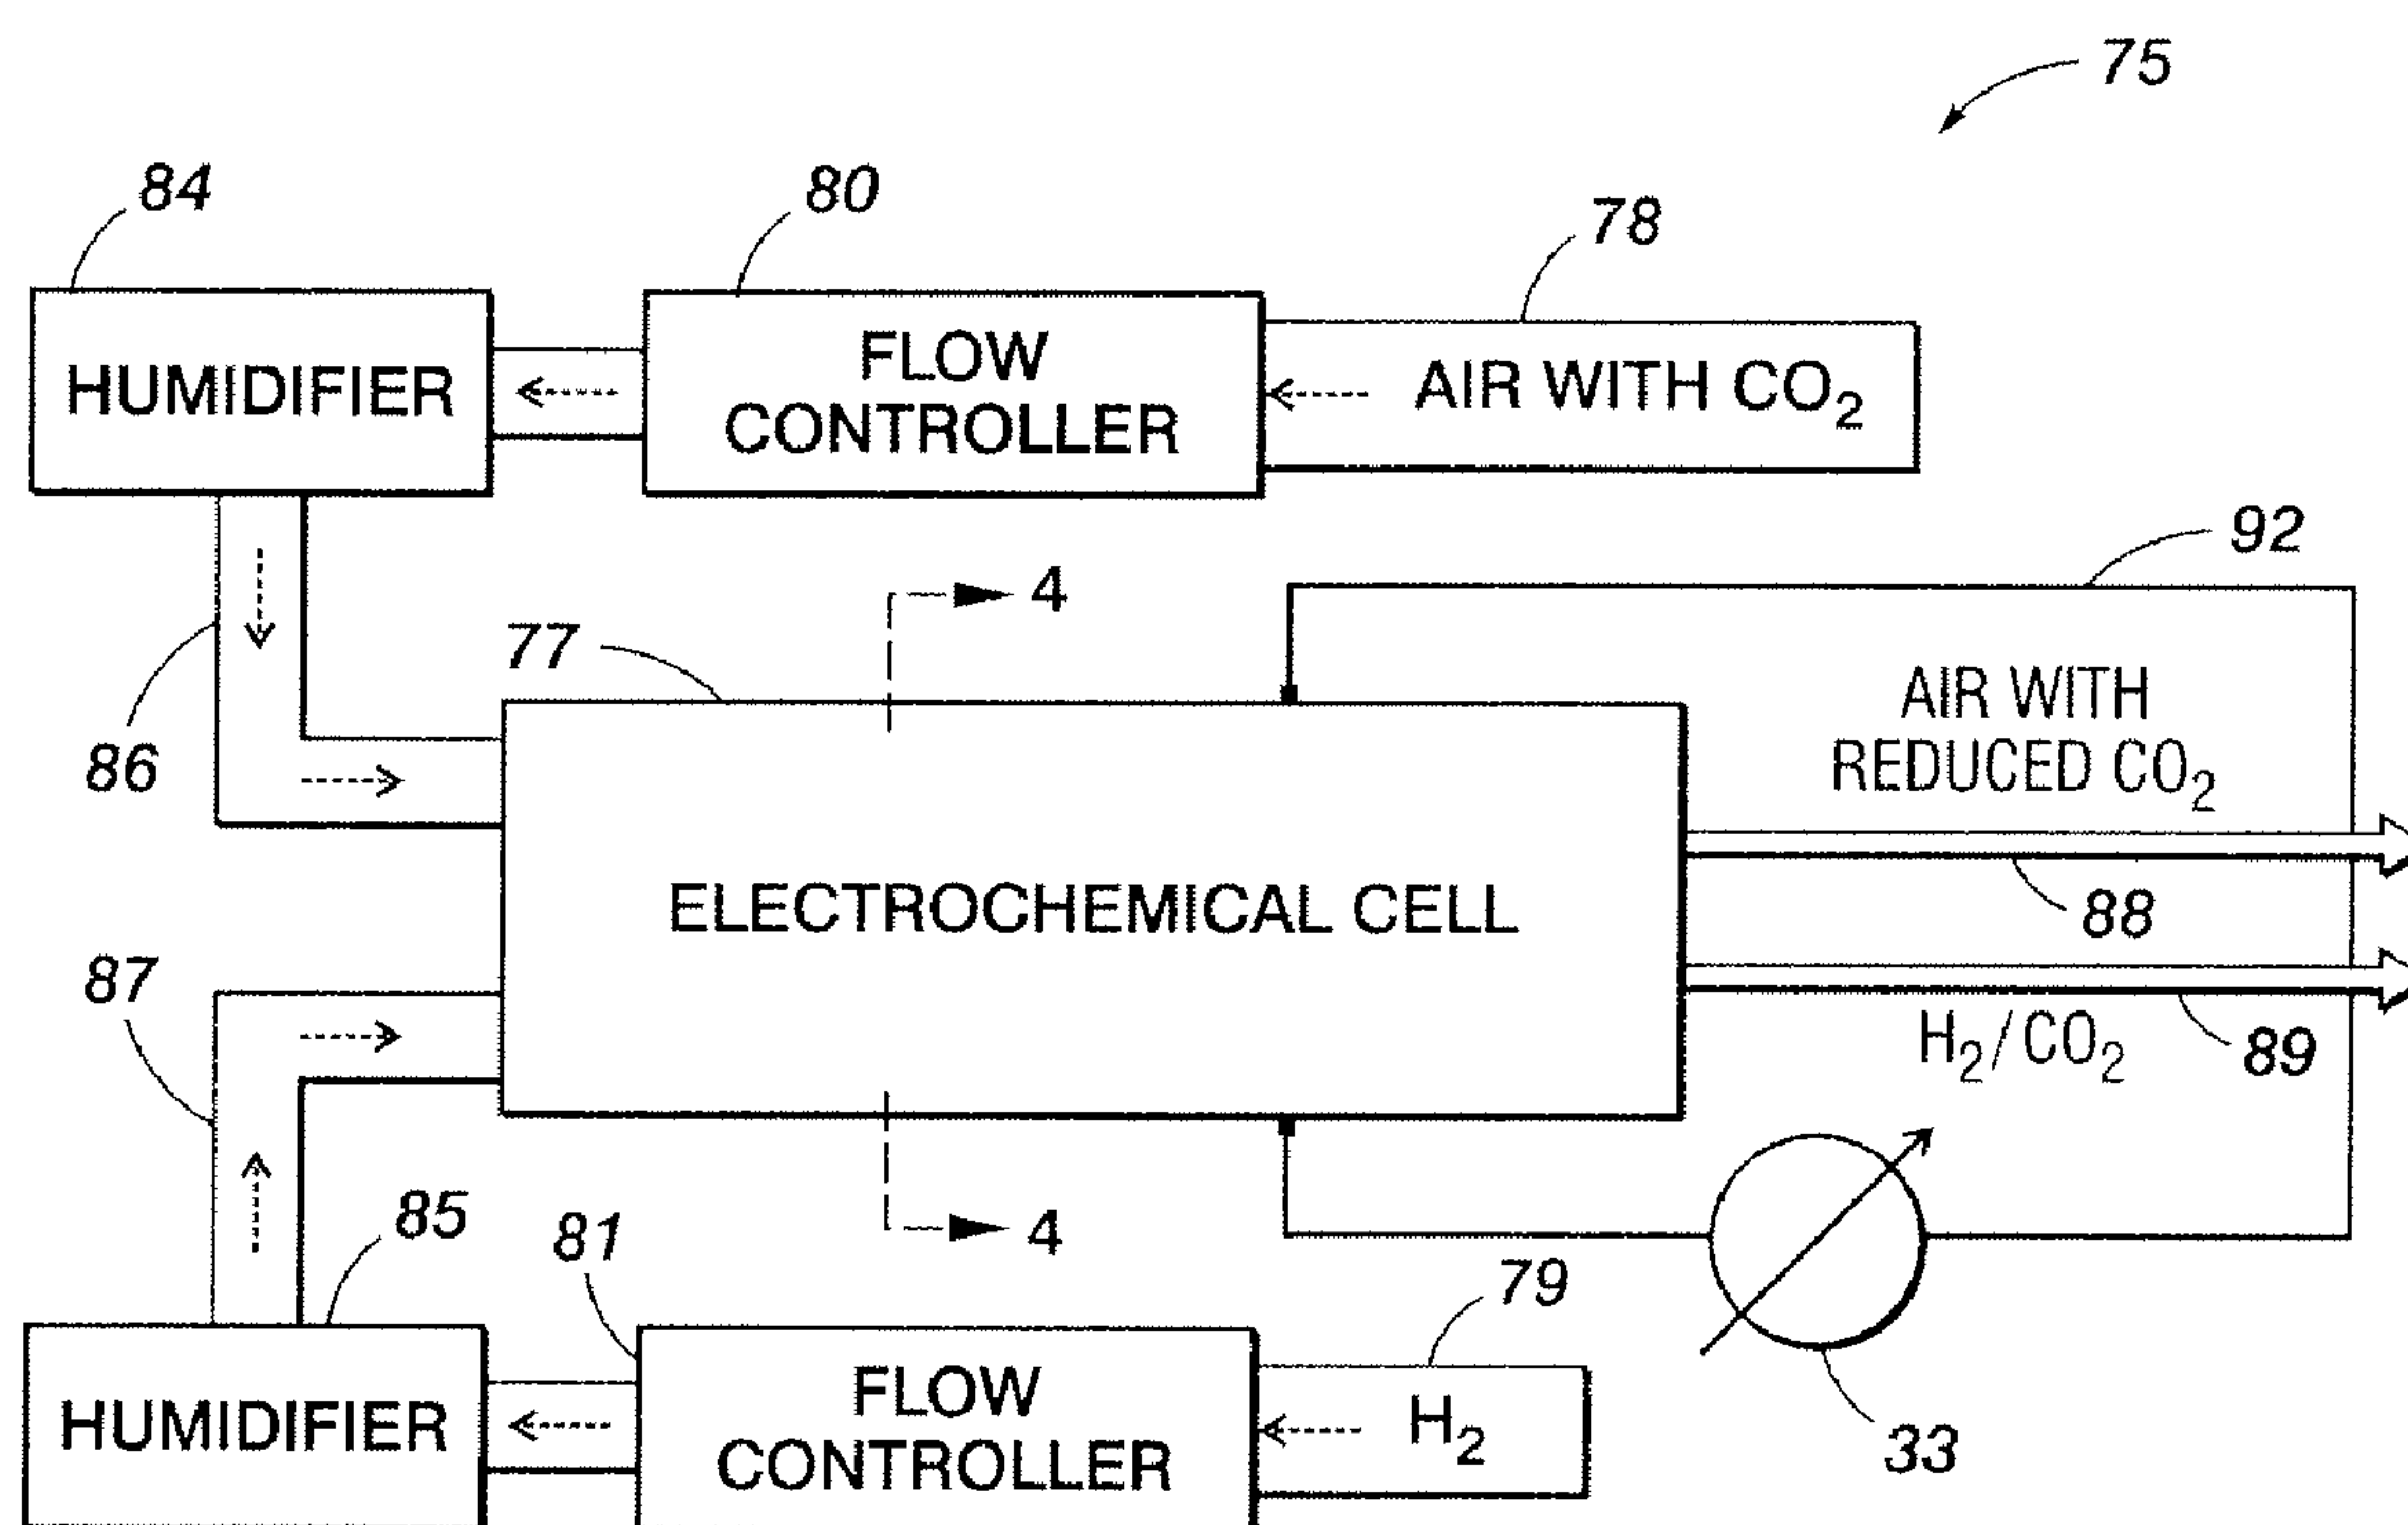 75
84
80
78
HUMIDIFIER
FLOW
CONTROLLER
AIR WITH CO₂
92
4
77
86
AIR WITH
REDUCED CO₂
ELECTROCHEMICAL CELL
88
87
H₂/CO₂
89
85
81
4
79
HUMIDIFIER
FLOW
CONTROLLER
H₂
33